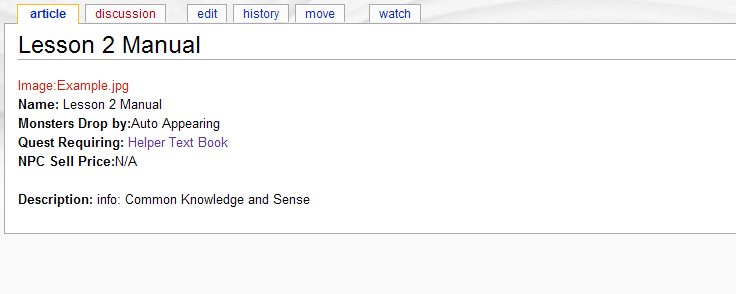 article discussion edit history move watch
Lesson 2 Manual
Image:Example.jpg
Name: Lesson 2 Manual
Monsters Drop by:Auto Appearing
Quest Requiring: Helper Text Book
NPC Sell Price:N/A
Description: info: Common Knowledge and Sense